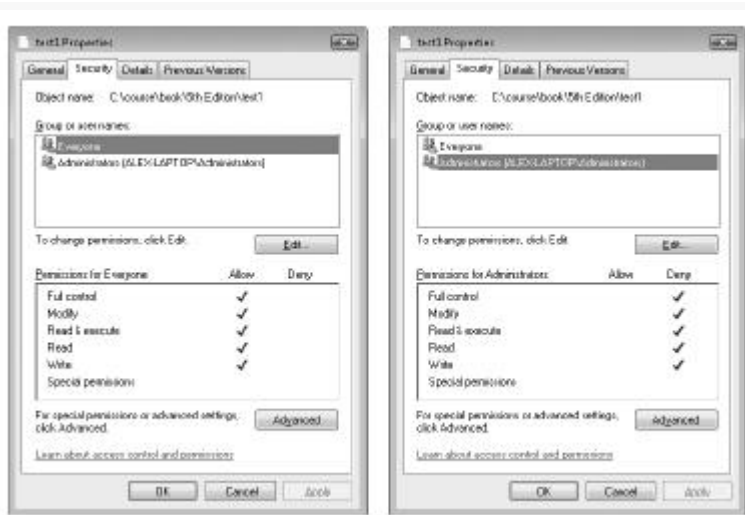 test1 Properties
General Security Details Previous Versions
Object name: C:\course\book\5th Edition\test1
Group or user names:
Everyone
Administrators (ALEX-LAPTOP\Administrators)
To change permissions, click Edit.
Edit...
Permissions for Everyone Allow Deny
Full control
Modify
Read & execute
Read
Write
Special permissions
For special permissions or advanced settings, click Advanced.
Advanced
Learn about access control and permissions
OK Cancel Apply
test1 Properties
General Security Details Previous Versions
Object name: C:\course\book\5th Edition\test1
Group or user names:
Everyone
Administrators (ALEX-LAPTOP\Administrators)
To change permissions, click Edit.
Edit...
Permissions for Administrators Allow Deny
Full control
Modify
Read & execute
Read
Write
Special permissions
For special permissions or advanced settings, click Advanced.
Advanced
Learn about access control and permissions
OK Cancel Apply